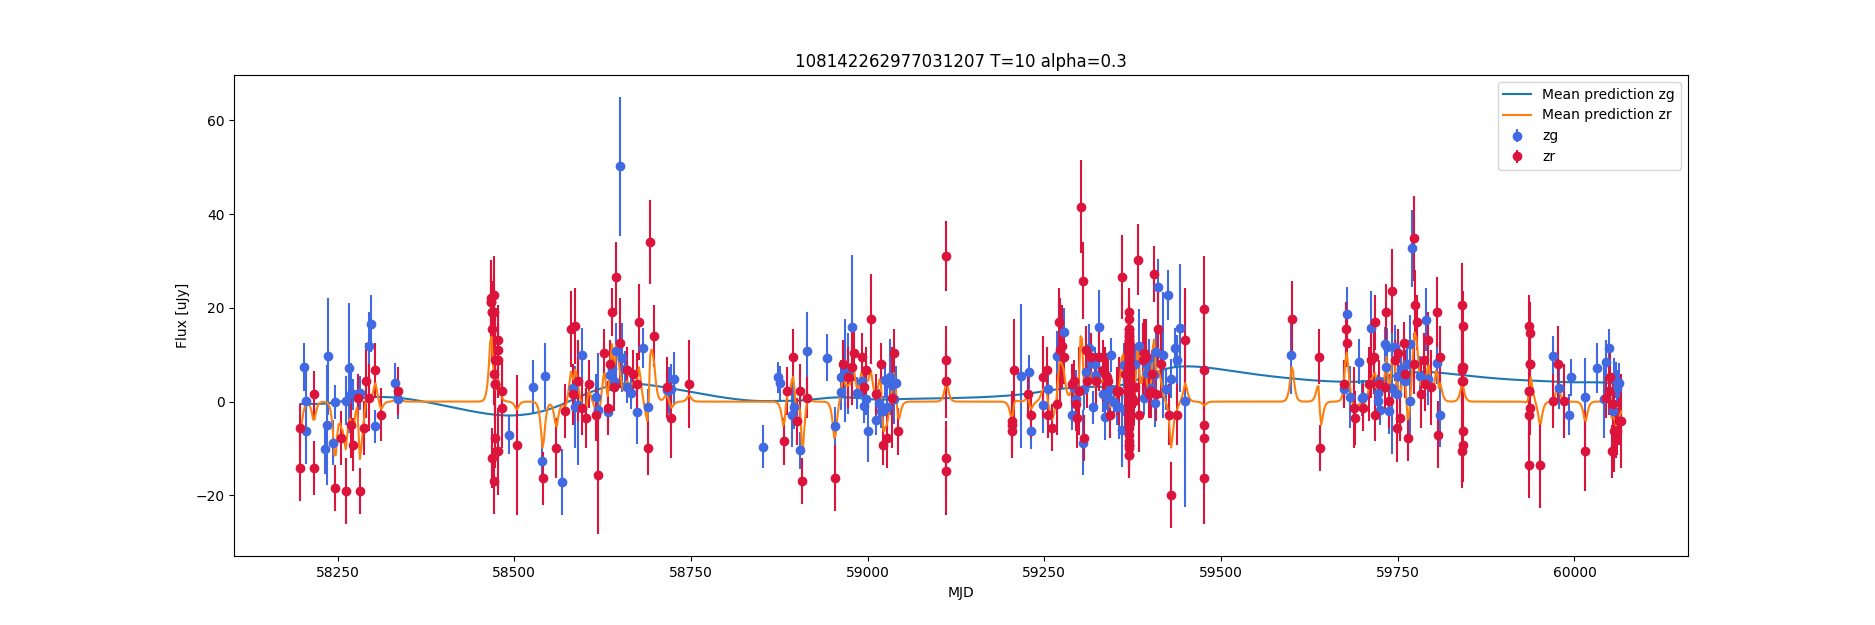 108142262977031207 T=10 alpha=0.3
Mean prediction zg
Mean prediction zr
zg
zr
Flux [uJy]
60
40
20
0
−20
58250 58500 58750 59000 59250 59500 59750 60000
MJD